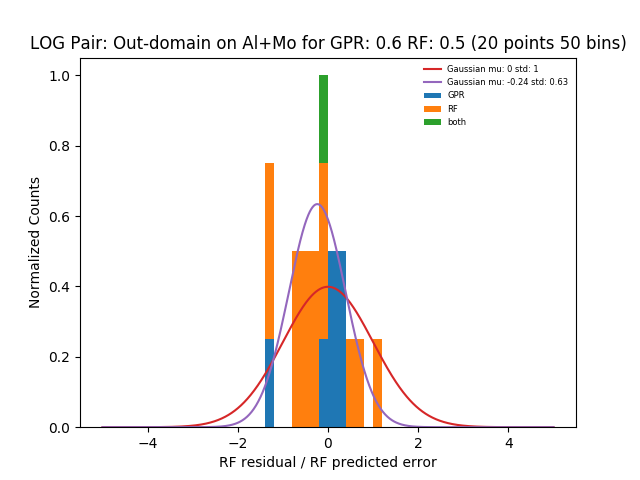 LOG Pair: Out-domain on Al+Mo for GPR: 0.6 RF: 0.5 (20 points 50 bins)
Gaussian mu: 0 std: 1
Gaussian mu: -0.24 std: 0.63
GPR
RF
both
Normalized Counts
1.0
0.8
0.6
0.4
0.2
0.0
−4 −2 0 2 4
RF residual / RF predicted error